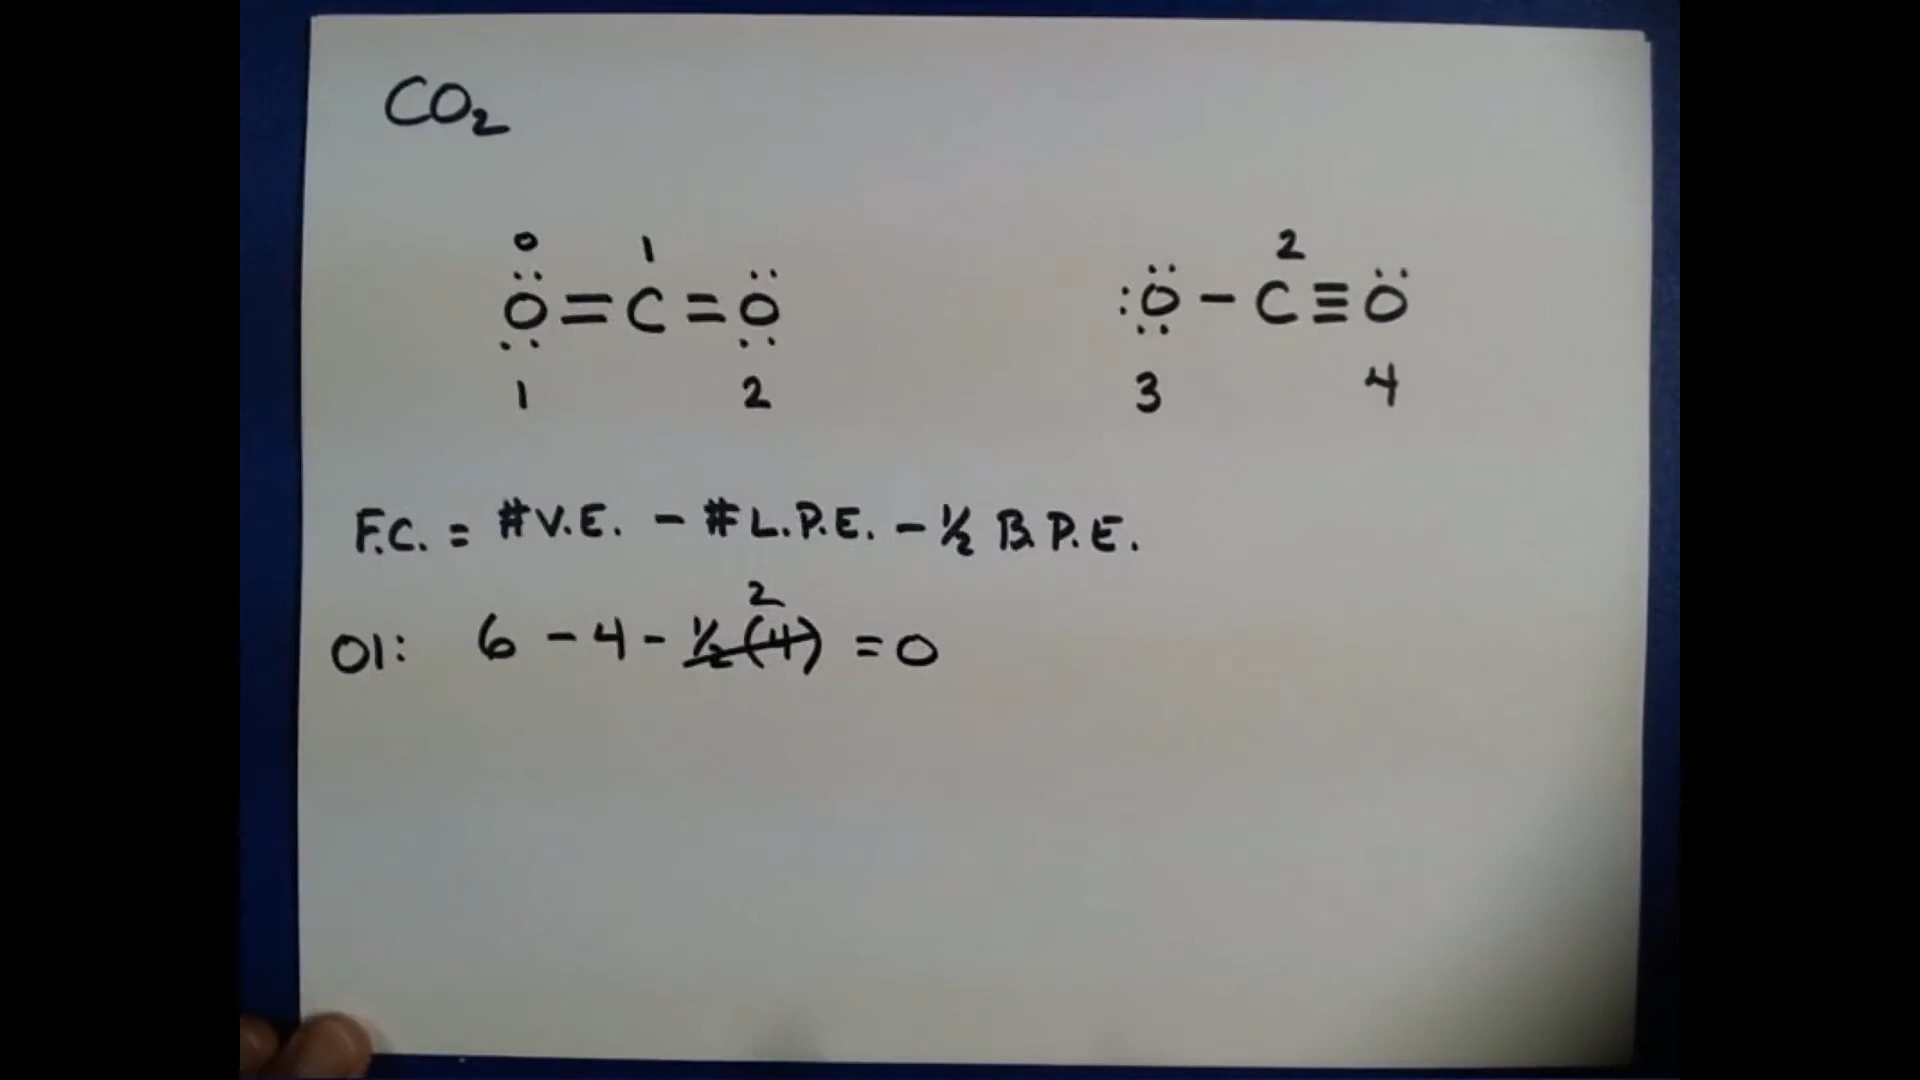 CO₂
0 1 2
:Ö=C=Ö: :Ö-C≡Ö
1 2 3 4
F.C. = #V.E. - #L.P.E. - ½ B.P.E.
2
O1: 6 - 4 - ½(4) = 0